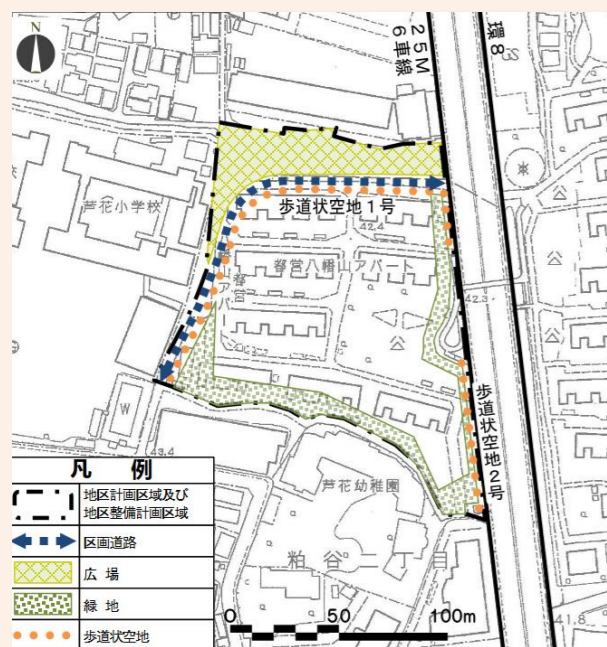 N
25M
6車線
環8
芦花小学校
歩道状空地1号
42.4
都営八幡山アパート
42.3
W
43.4
歩道状空地2号
芦花幼稚園
粕谷二丁目
凡 例
地区計画区域及び
地区整備計画区域
区画道路
広 場
緑 地
歩道状空地
0 50 100m
41.8